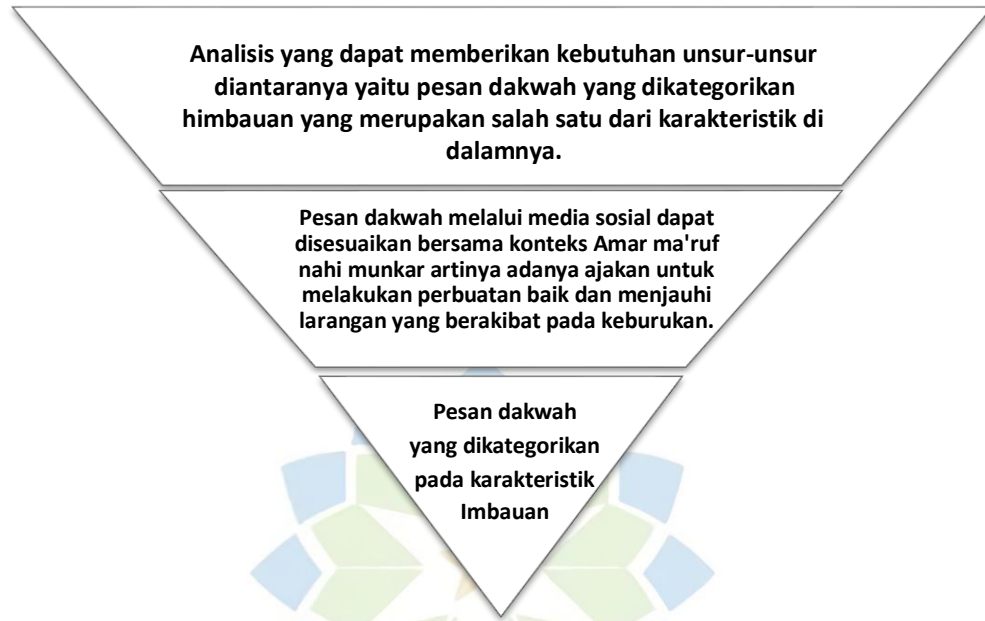 Analisis yang dapat memberikan kebutuhan unsur-unsur
diantaranya yaitu pesan dakwah yang dikategorikan
himbauan yang merupakan salah satu dari karakteristik di
dalamnya.
Pesan dakwah melalui media sosial dapat
disesuaikan bersama konteks Amar ma'ruf
nahi munkar artinya adanya ajakan untuk
melakukan perbuatan baik dan menjauhi
larangan yang berakibat pada keburukan.
Pesan dakwah
yang dikategorikan
pada karakteristik
Imbauan